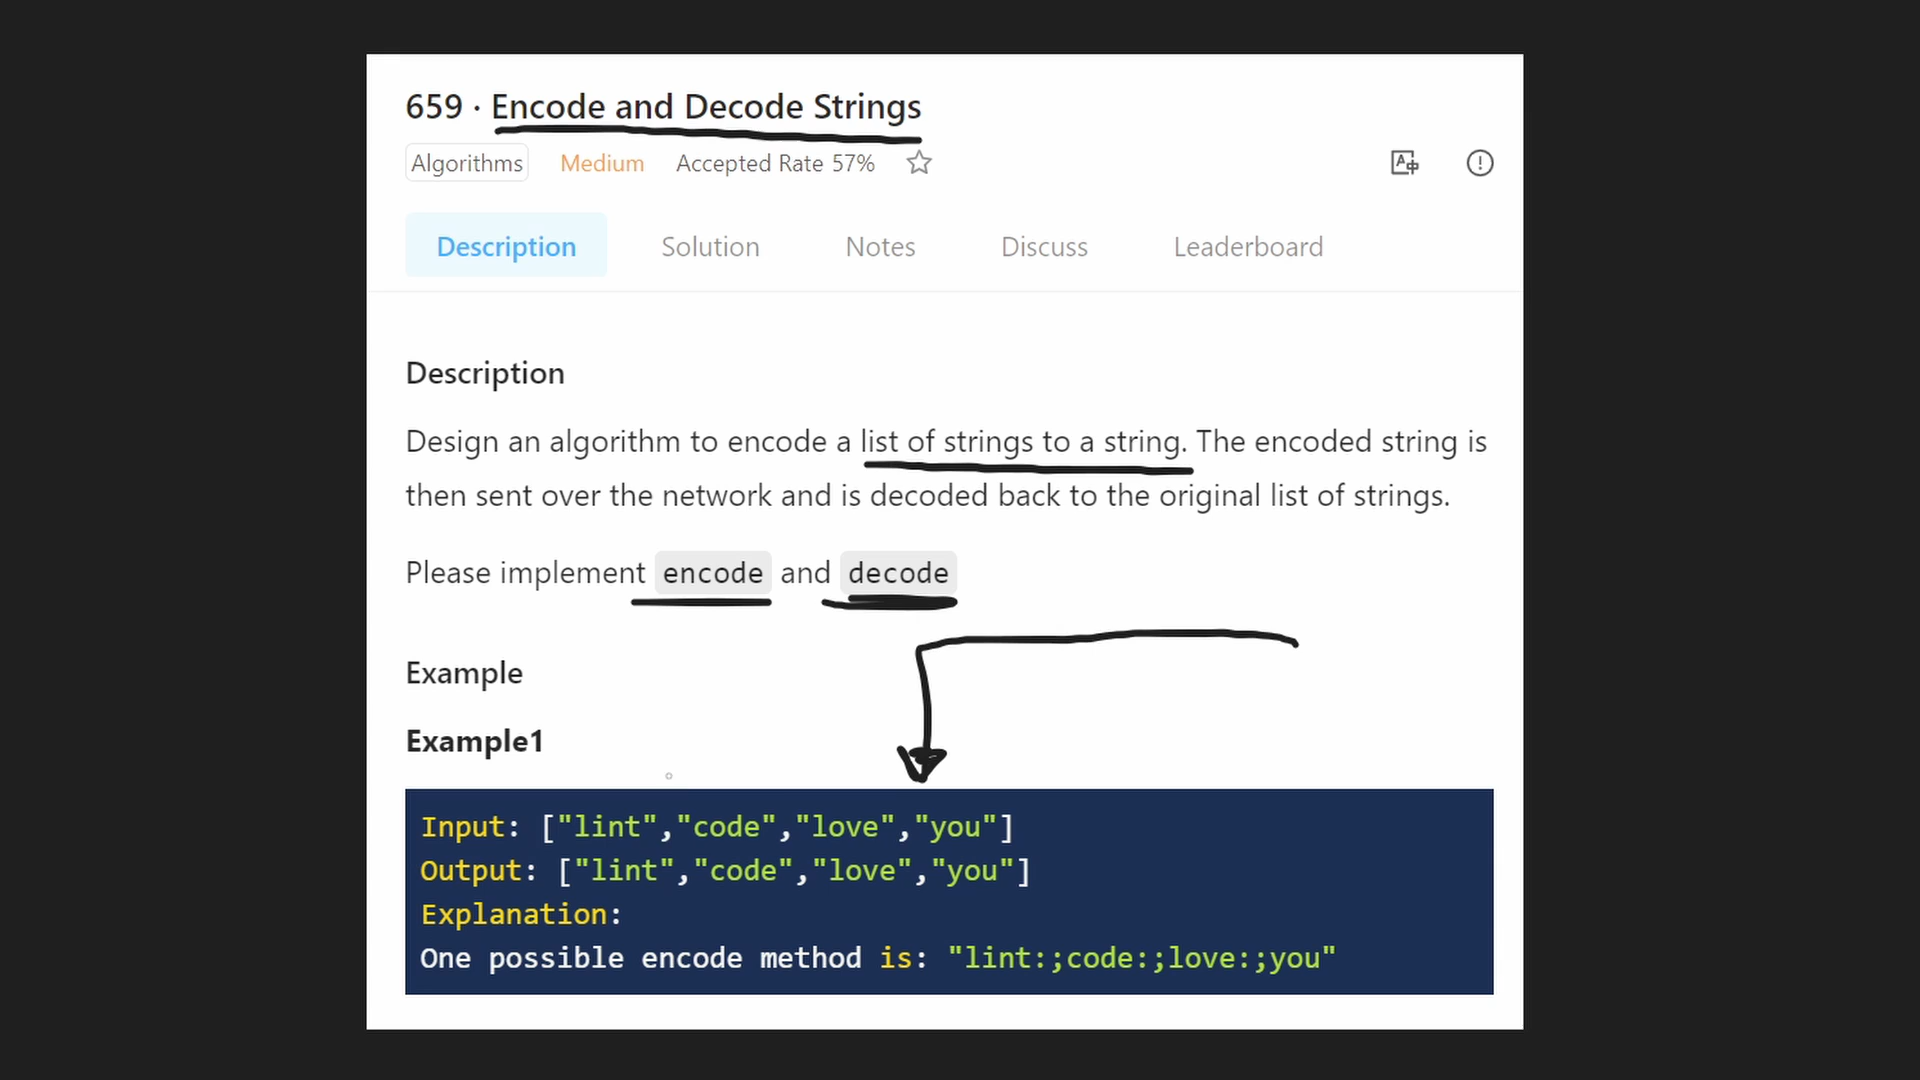 659 · Encode and Decode Strings
Algorithms Medium Accepted Rate 57%
Description Solution Notes Discuss Leaderboard
Description
Design an algorithm to encode a list of strings to a string. The encoded string is
then sent over the network and is decoded back to the original list of strings.
Please implement encode and decode
Example
Example1
Input: ["lint","code","love","you"]
Output: ["lint","code","love","you"]
Explanation:
One possible encode method is: "lint:;code:;love:;you"